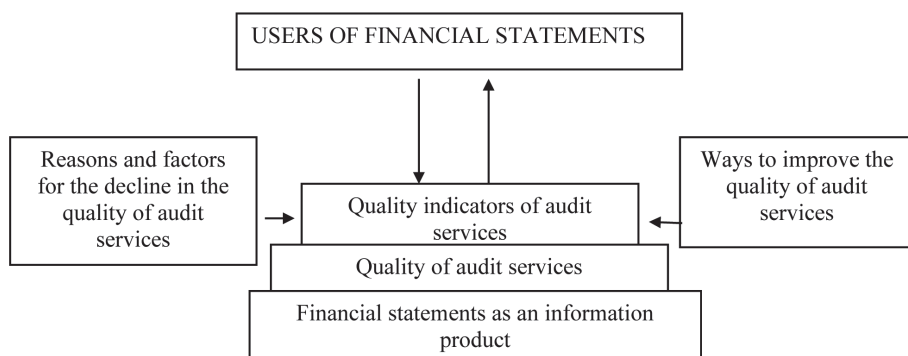 USERS OF FINANCIAL STATEMENTS
Reasons and factors
for the decline in the
quality of audit
services
Quality indicators of audit
services
Ways to improve the
quality of audit
services
Quality of audit services
Financial statements as an information
product